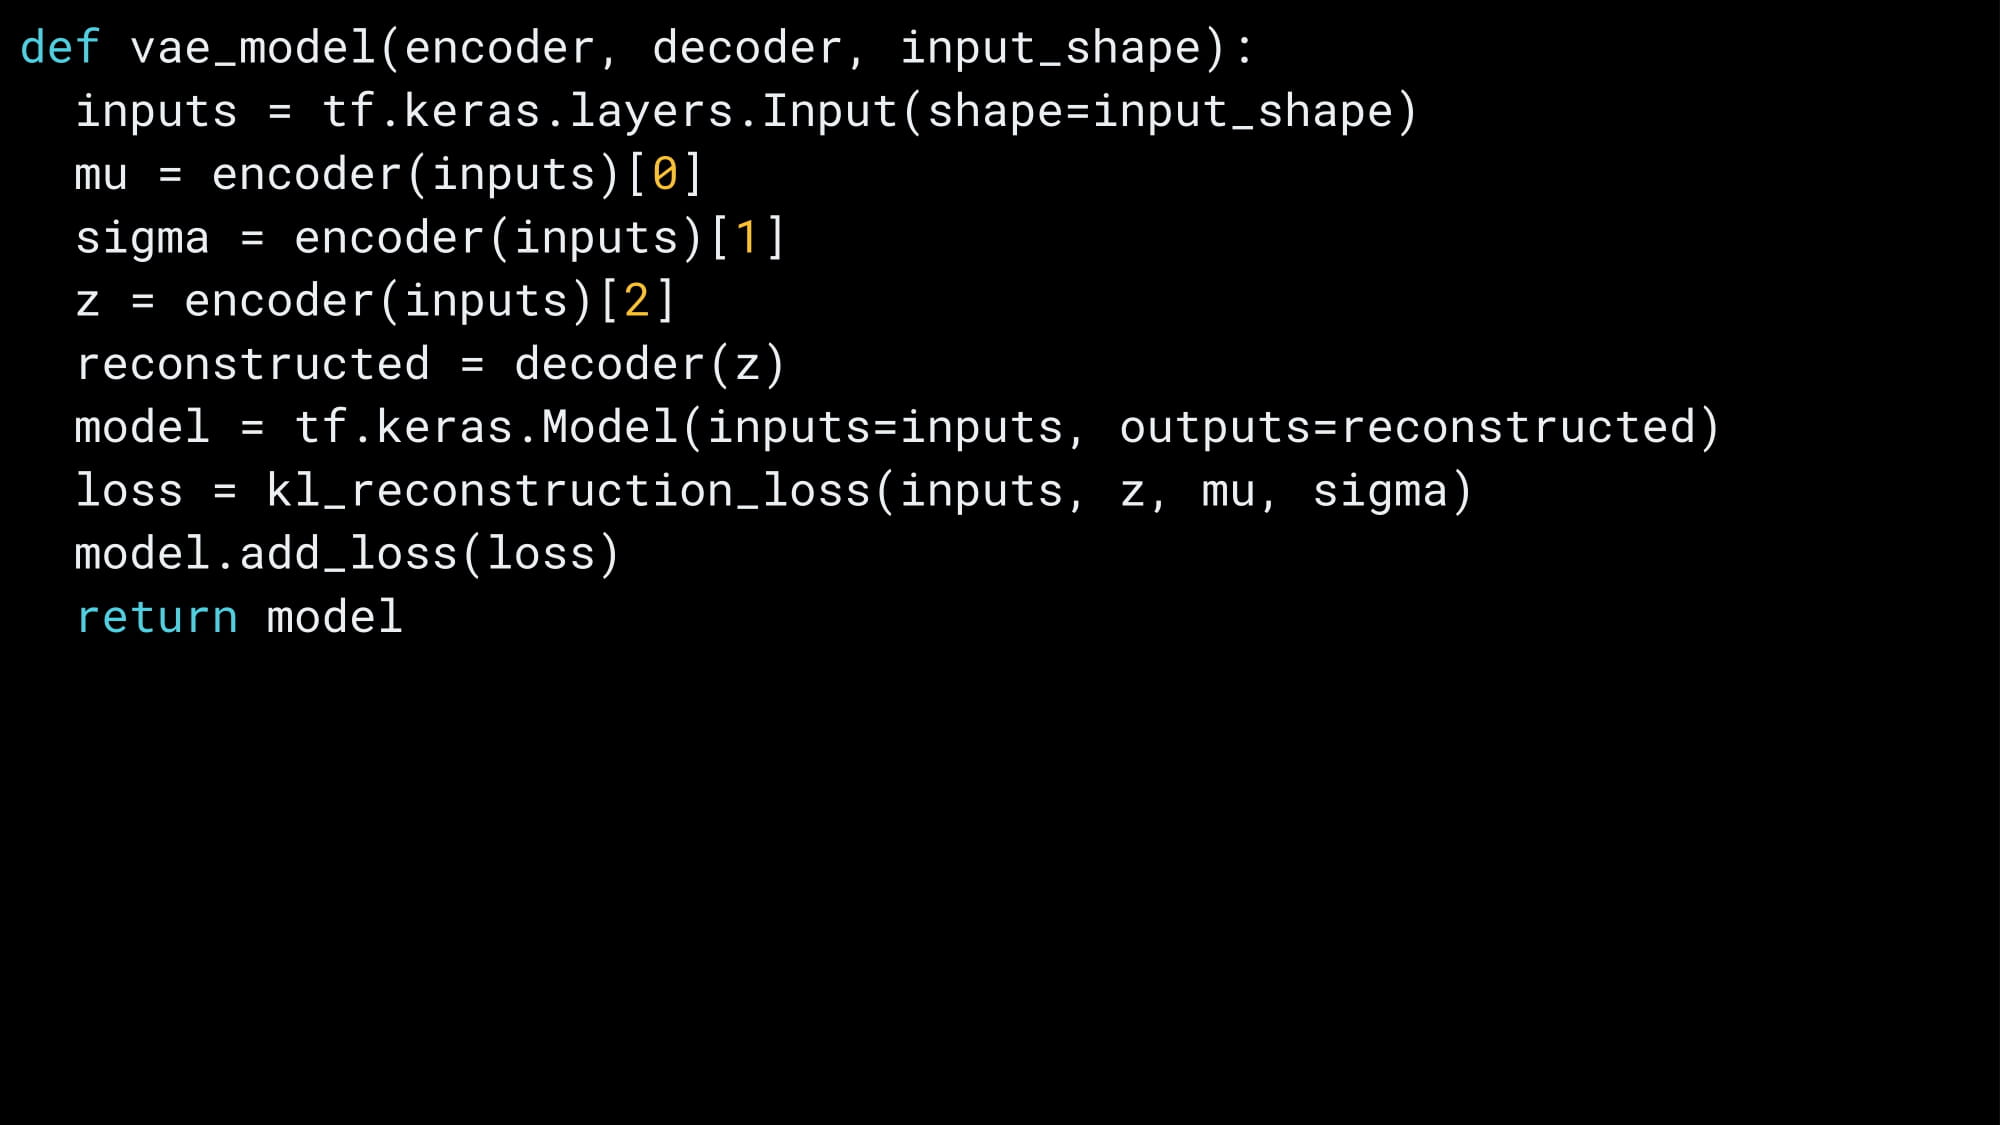 def vae_model(encoder, decoder, input_shape):
  inputs = tf.keras.layers.Input(shape=input_shape)
  mu = encoder(inputs)[0]
  sigma = encoder(inputs)[1]
  z = encoder(inputs)[2]
  reconstructed = decoder(z)
  model = tf.keras.Model(inputs=inputs, outputs=reconstructed)
  loss = kl_reconstruction_loss(inputs, z, mu, sigma)
  model.add_loss(loss)
  return model